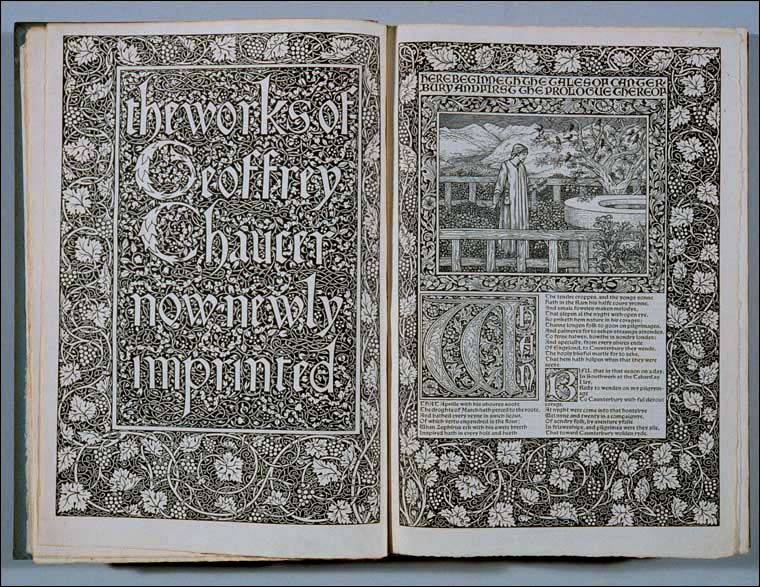 the works of
Geoffrey
Chaucer
now newly
imprinted
HERE BEGINNETH THE TALES OF CANTER
BURY AND FIRST THE PROLOGUE THEREOF
WHAN
THAT Aprille with his shoures soote,
The droghte of March hath perced to the roote,
And bathed every veyne in swich licour,
Of which vertu engendred is the flour;
Whan Zephirus eek with his swete breeth
Inspired hath in every holt and heeth
The tendre croppes, and the yonge sonne
Hath in the Ram his halfe cours yronne,
And smale foweles maken melodye,
That slepen al the nyght with open eye,
So priketh hem nature in hir corages;
Thanne longen folk to goon on pilgrimages,
And palmeres for to seken straunge strondes,
To ferne halwes, kowthe in sondry londes;
And specially, from every shires ende
Of Engelond, to Caunterbury they wende,
The hooly blisful martir for to seke,
That hem hath holpen whan that they were
seeke.
BIFIL that in that seson on a day,
In Southwerk at the Tabard as
I lay,
Redy to wenden on my pilgrym-
age
To Caunterbury with ful devout
corage,
At nyght were come into that hostelrye
Wel nyne and twenty in a compaignye,
Of sondry folk, by aventure yfalle
In felaweshipe, and pilgrimes were they alle,
That toward Caunterbury wolden ryde.